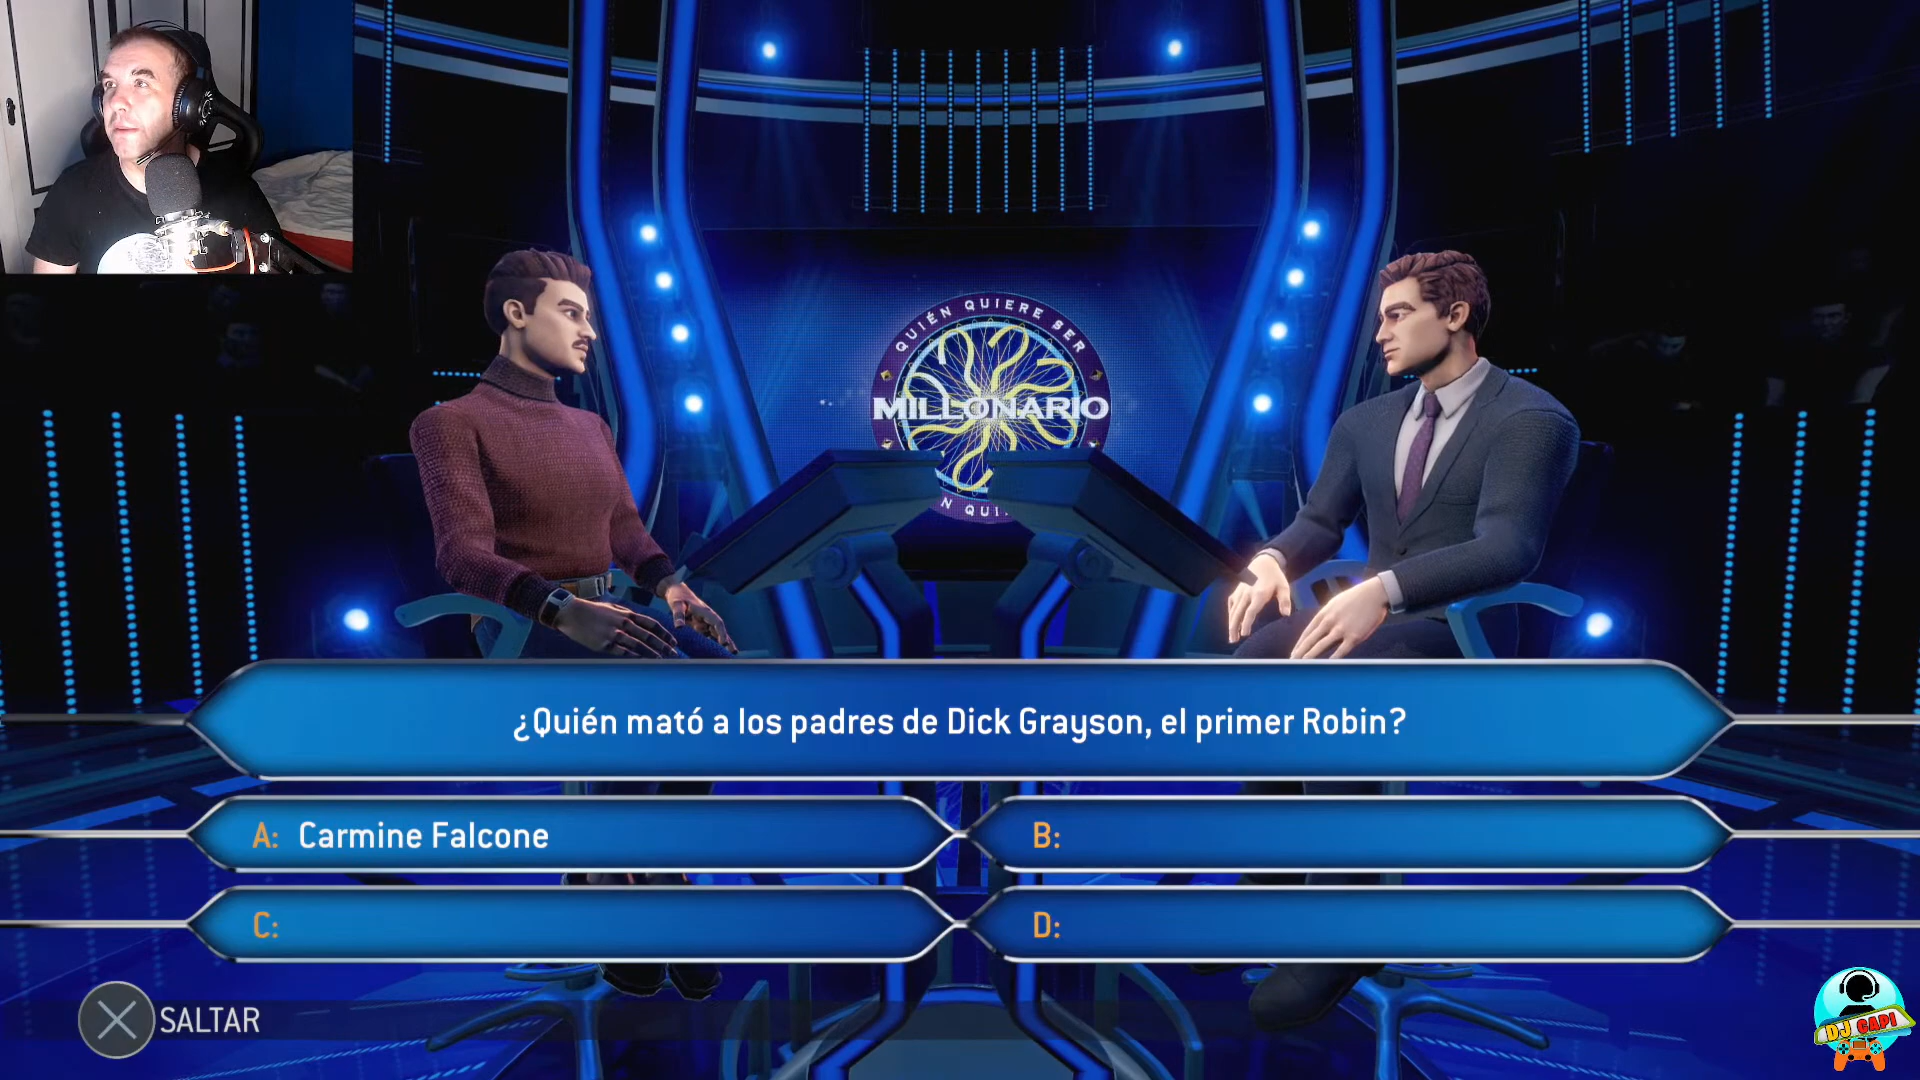 QUIÉN QUIERE SER
MILLONARIO
N QUI
¿Quién mató a los padres de Dick Grayson, el primer Robin?
A: Carmine Falcone
B:
C:
D:
SALTAR
DJ CAPI